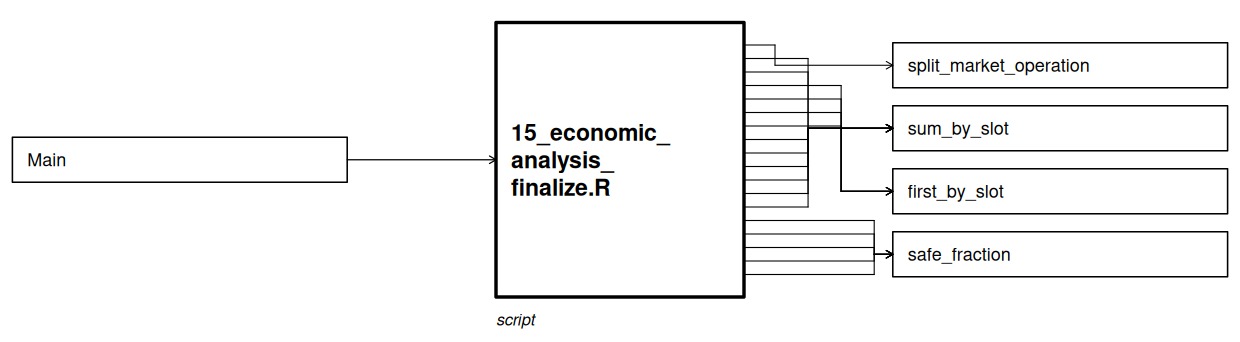 Main
15_economic_
analysis_
finalize.R
script
split_market_operation
sum_by_slot
first_by_slot
safe_fraction